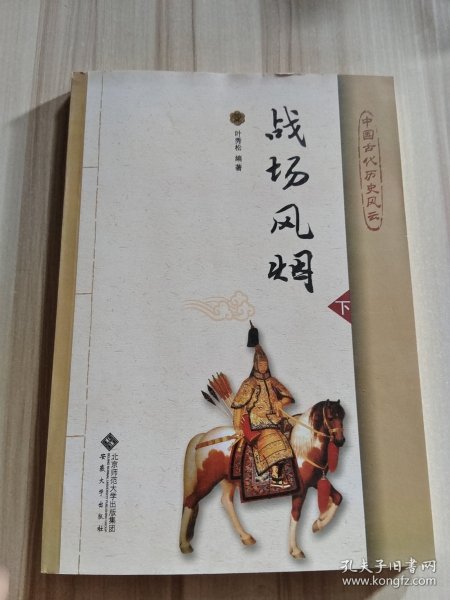 中国古代历史风云
战场风烟
叶秀松 编著
下
北京师范大学出版集团
安徽大学出版社
孔夫子旧书网
www.kongfz.com